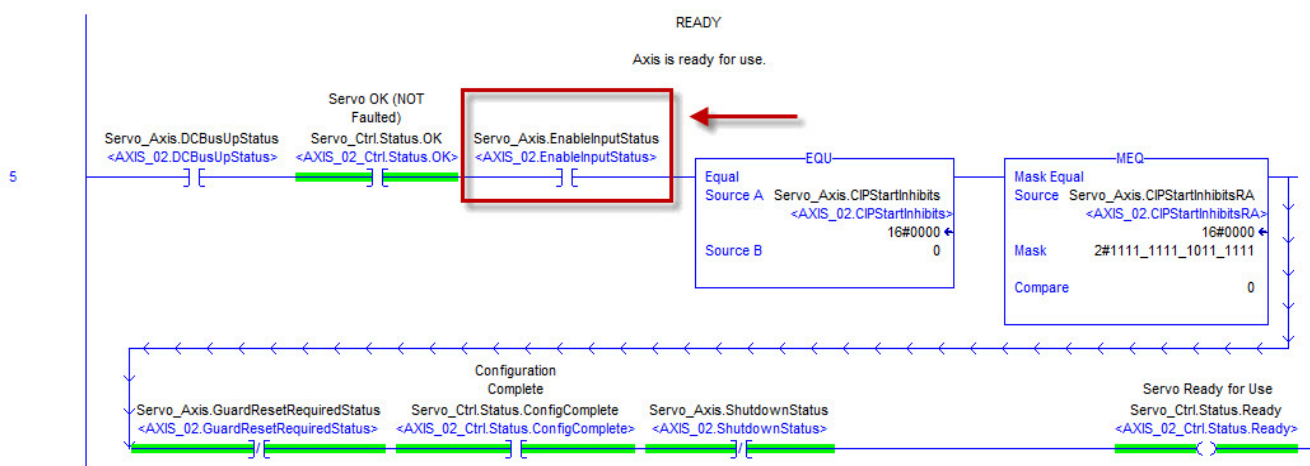 READY
Axis is ready for use.
Servo OK (NOT
Faulted)
Servo_Axis.DCBusUpStatus
<AXIS_02.DCBusUpStatus>
Servo_Ctrl.Status.OK
<AXIS_02_Ctrl.Status.OK>
Servo_Axis.EnableInputStatus
<AXIS_02.EnableInputStatus>
5
EQU
Equal
Source A Servo_Axis.CIPStartInhibits
<AXIS_02.CIPStartInhibits>
16#0000
Source B 0
MEQ
Mask Equal
Source Servo_Axis.CIPStartInhibitsRA
<AXIS_02.CIPStartInhibitsRA>
16#0000
Mask 2#1111_1111_1011_1111
Compare 0
Servo_Axis.GuardResetRequiredStatus
<AXIS_02.GuardResetRequiredStatus>
Configuration
Complete
Servo_Ctrl.Status.ConfigComplete
<AXIS_02_Ctrl.Status.ConfigComplete>
Servo_Axis.ShutdownStatus
<AXIS_02.ShutdownStatus>
Servo Ready for Use
Servo_Ctrl.Status.Ready
<AXIS_02_Ctrl.Status.Ready>